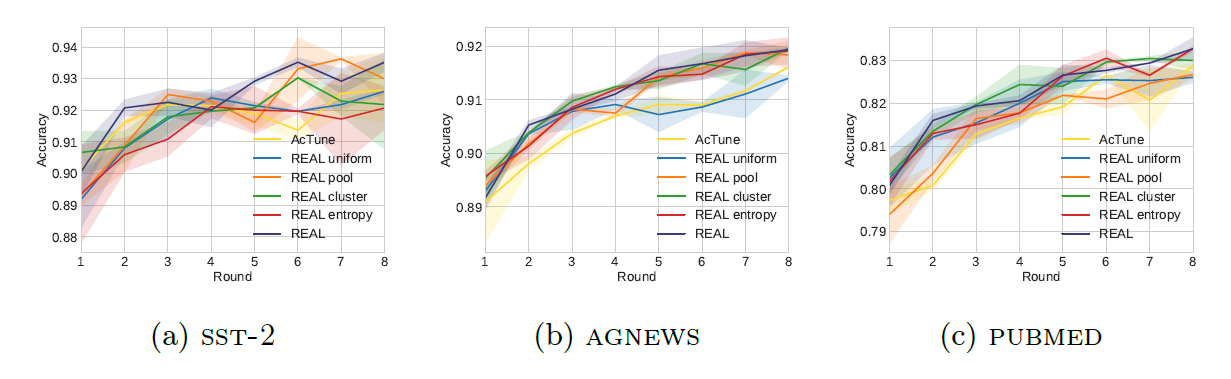 0.94
0.93
0.92
0.91
0.90
0.89
0.88
Accuracy
AcTune
REAL uniform
REAL pool
REAL cluster
REAL entropy
REAL
1 2 3 4 5 6 7 8
Round
(a) SST-2
0.92
0.91
0.90
0.89
Accuracy
AcTune
REAL uniform
REAL pool
REAL cluster
REAL entropy
REAL
1 2 3 4 5 6 7 8
Round
(b) AGNEWS
0.83
0.82
0.81
0.80
0.79
Accuracy
AcTune
REAL uniform
REAL pool
REAL cluster
REAL entropy
REAL
1 2 3 4 5 6 7 8
Round
(c) PUBMED